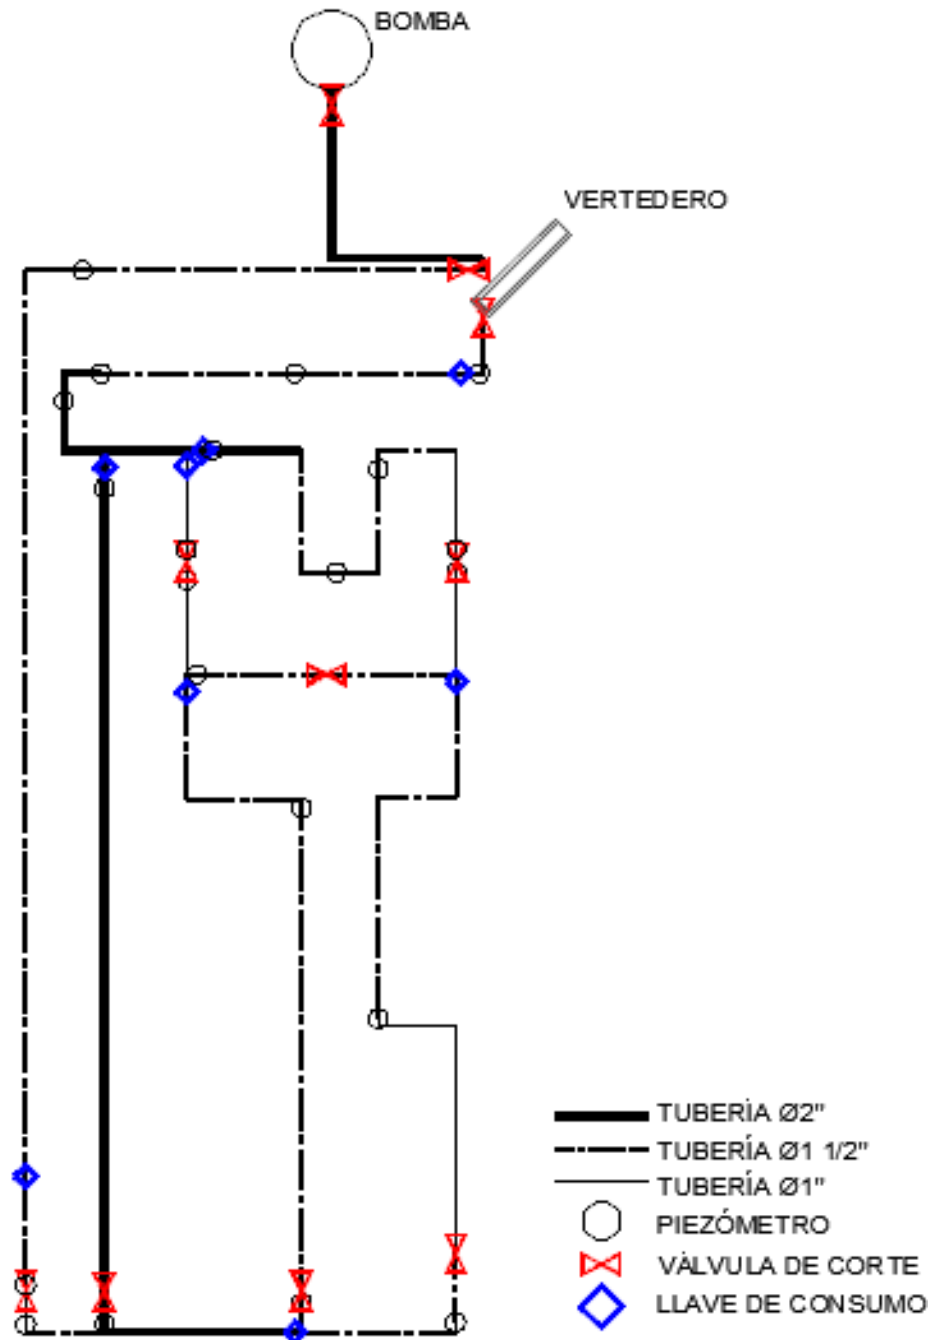 BOMBA
VERTEDERO
TUBERÍA Ø2"
TUBERÍA Ø1 1/2"
TUBERÍA Ø1"
PIEZÓMETRO
VÁLVULA DE CORTE
LLAVE DE CONSUMO